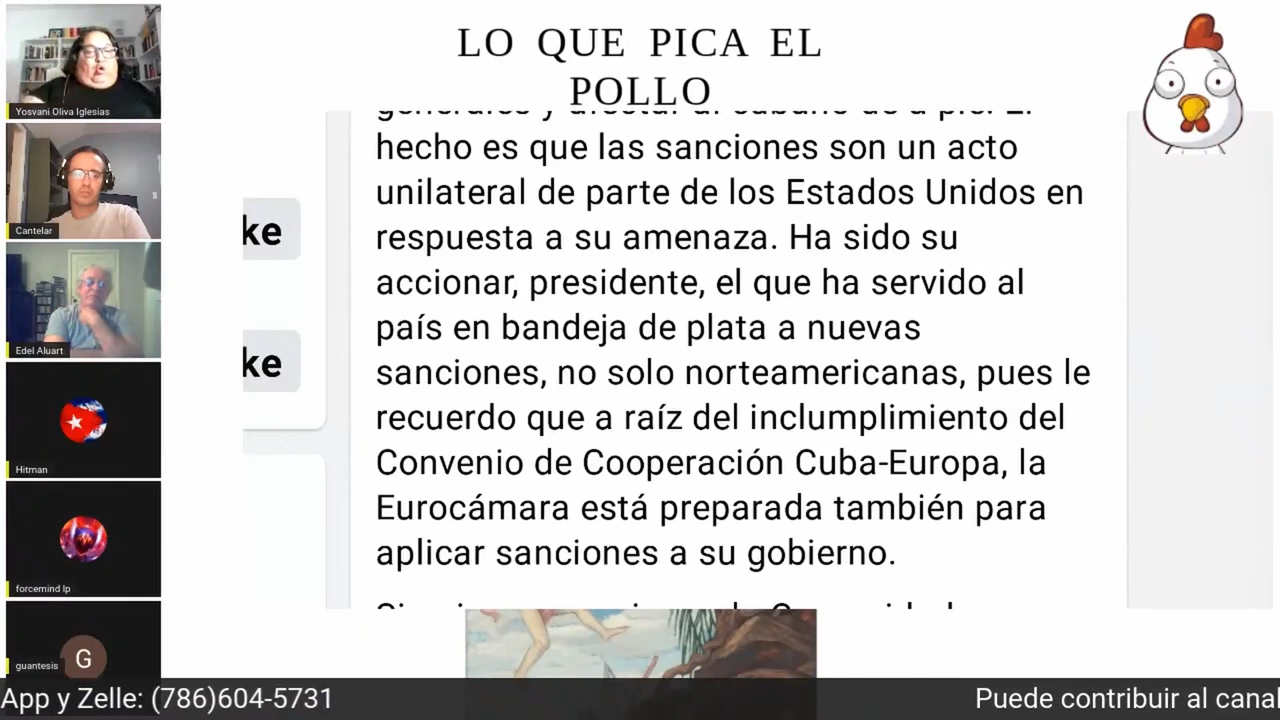 LO QUE PICA EL
POLLO
Yosvani Oliva Iglesias
Cantelar
Edel Aluart
Hitman
forcemind lp
guantesis
G
ke
ke
hecho es que las sanciones son un acto
unilateral de parte de los Estados Unidos en
respuesta a su amenaza. Ha sido su
accionar, presidente, el que ha servido al
país en bandeja de plata a nuevas
sanciones, no solo norteamericanas, pues le
recuerdo que a raíz del inclumplimiento del
Convenio de Cooperación Cuba-Europa, la
Eurocámara está preparada también para
aplicar sanciones a su gobierno.
App y Zelle: (786)604-5731
Puede contribuir al canal